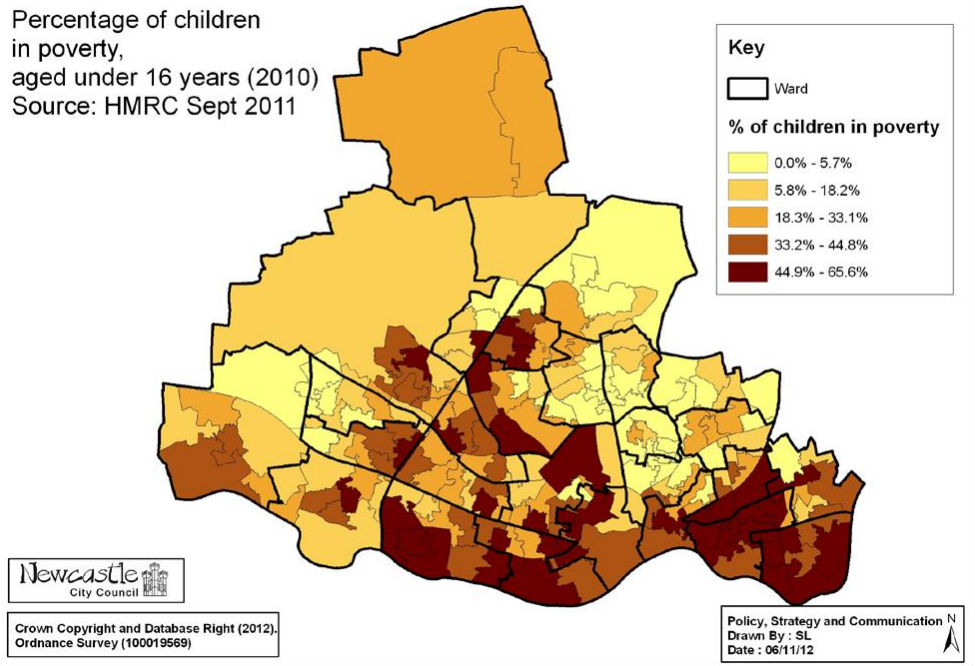 Percentage of children
in poverty,
aged under 16 years (2010)
Source: HMRC Sept 2011
Key
Ward
% of children in poverty
0.0% - 5.7%
5.8% - 18.2%
18.3% - 33.1%
33.2% - 44.8%
44.9% - 65.6%
Newcastle
City Council
Crown Copyright and Database Right (2012).
Ordnance Survey (100019569)
Policy, Strategy and Communication N
Drawn By : SL
Date : 06/11/12